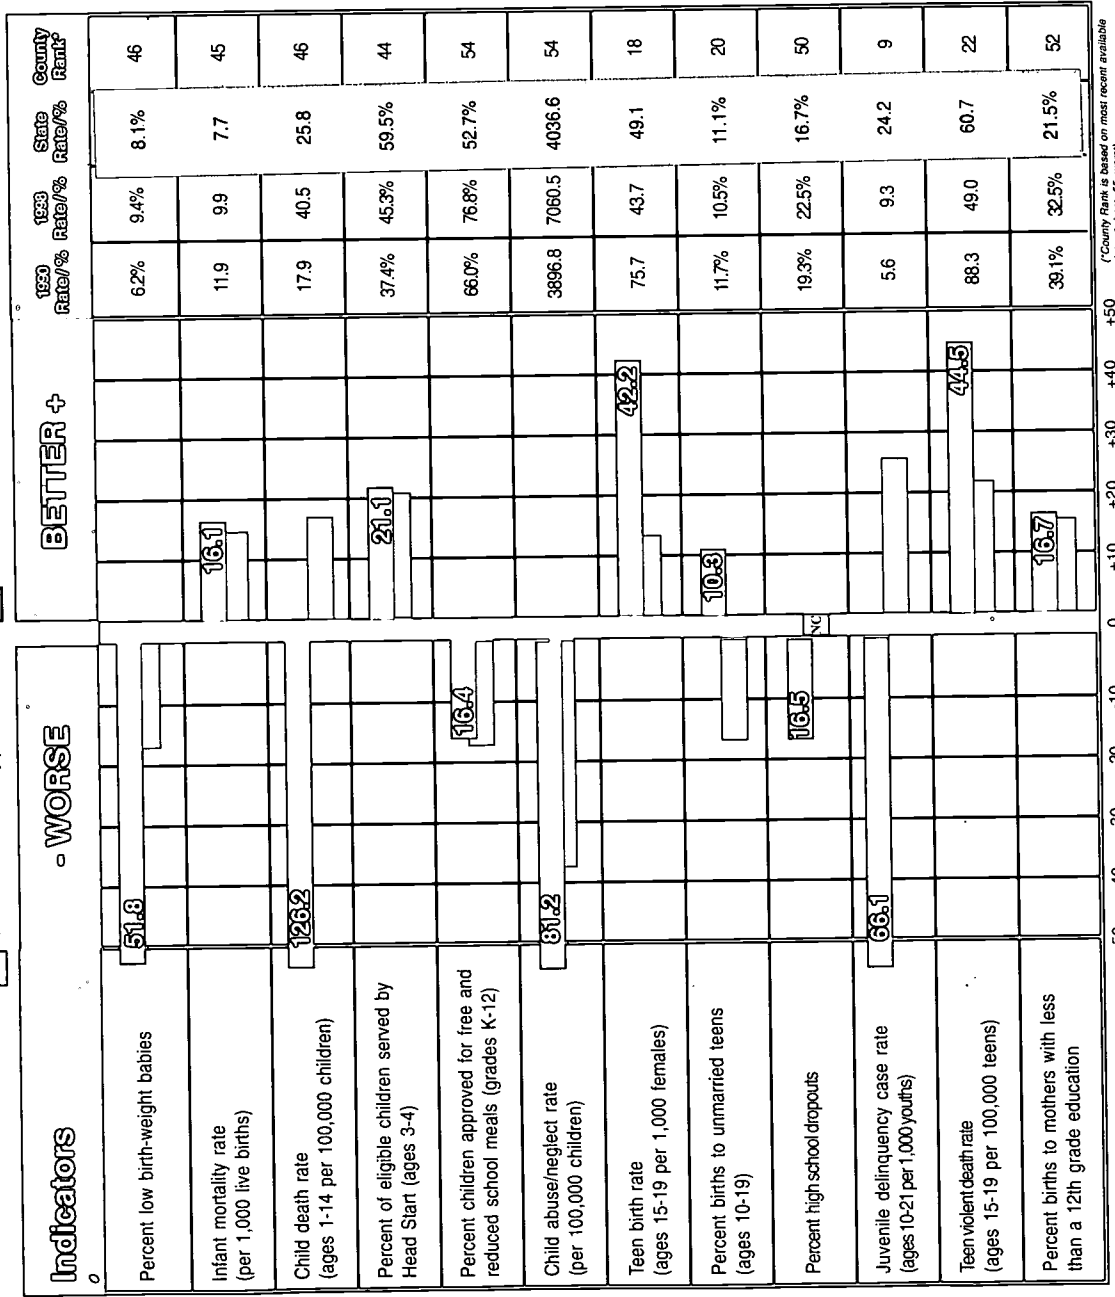 Indicators
- WORSE
BETTER +
1990 Rate/%
1998 Rate/%
State Rate/%
County Rank*
Percent low birth-weight babies
51.8
6.2%
9.4%
8.1%
46
Infant mortality rate
(per 1,000 live births)
16.1
11.9
9.9
7.7
45
Child death rate
(ages 1-14 per 100,000 children)
126.2
17.9
40.5
25.8
46
Percent of eligible children served by
Head Start (ages 3-4)
21.1
37.4%
45.3%
59.5%
44
Percent children approved for free and
reduced school meals (grades K-12)
16.4
66.0%
76.8%
52.7%
54
Child abuse/neglect rate
(per 100,000 children)
81.2
3896.8
7060.5
4036.6
54
Teen birth rate
(ages 15-19 per 1,000 females)
42.2
75.7
43.7
49.1
18
Percent births to unmarried teens
(ages 10-19)
10.3
11.7%
10.5%
11.1%
20
Percent high school dropouts
16.5
NC
19.3%
22.5%
16.7%
50
Juvenile delinquency case rate
(ages 10-21 per 1,000 youths)
66.1
5.6
9.3
24.2
9
Teen violent death rate
(ages 15-19 per 100,000 teens)
44.5
88.3
49.0
60.7
22
Percent births to mothers with less
than a 12th grade education
16.7
39.1%
32.5%
21.5%
52
0
+10
+20
+30
+40
+50
(*County Rank is based on most recent available